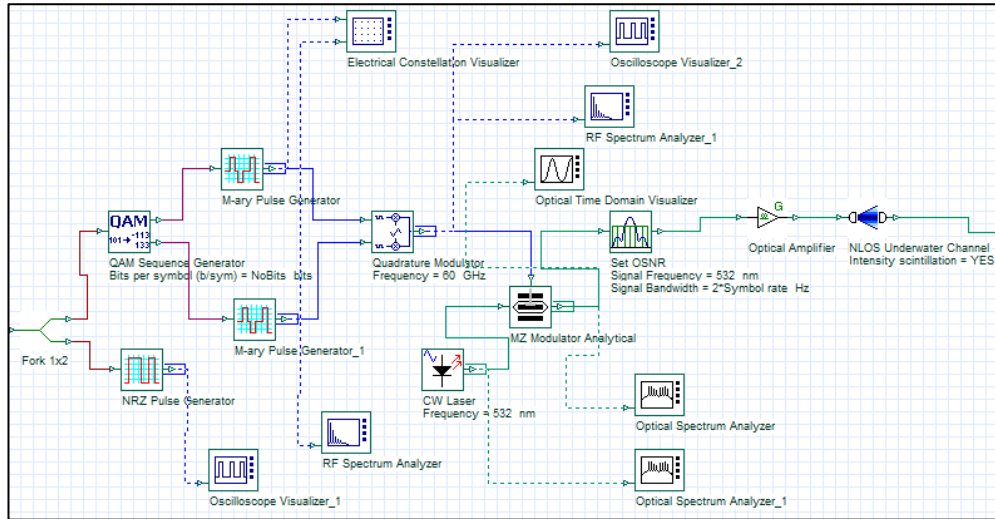 Electrical Constellation Visualizer
Oscilloscope Visualizer_2
RF Spectrum Analyzer_1
M-ary Pulse Generator
Optical Time Domain Visualizer
QAM
101 113
133
QAM Sequence Generator
Bits per symbol (b/sym) = NoBits bits
Quadrature Modulator
Frequency = 60 GHz
Set OSNR
Signal Frequency = 532 nm
Signal Bandwidth = 2*Symbol rate Hz
G
Optical Amplifier
NLOS Underwater Channel
Intensity scintillation = YES
M-ary Pulse Generator_1
MZ Modulator Analytical
Fork 1x2
NRZ Pulse Generator
CW Laser
Frequency = 532 nm
Optical Spectrum Analyzer
RF Spectrum Analyzer
Oscilloscope Visualizer_1
Optical Spectrum Analyzer_1